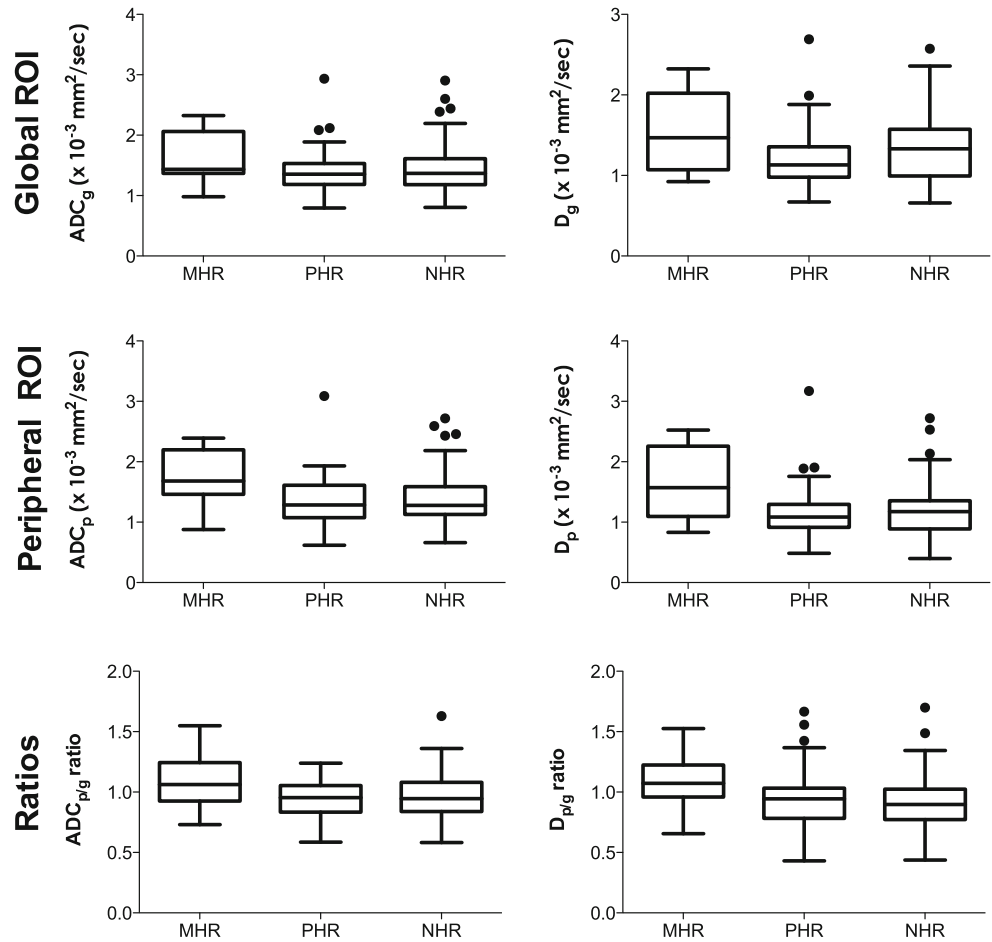 Global ROI
ADCg (x 10-3 mm2/sec)
4
3
2
1
0
MHR PHR NHR
Dg (x 10-3 mm2/sec)
3
2
1
0
MHR PHR NHR
Peripheral ROI
ADCp (x 10-3 mm2/sec)
4
3
2
1
0
MHR PHR NHR
Dp (x 10-3 mm2/sec)
4
3
2
1
0
MHR PHR NHR
Ratios
ADCp/g ratio
2.0
1.5
1.0
0.5
0.0
MHR PHR NHR
Dp/g ratio
2.0
1.5
1.0
0.5
0.0
MHR PHR NHR